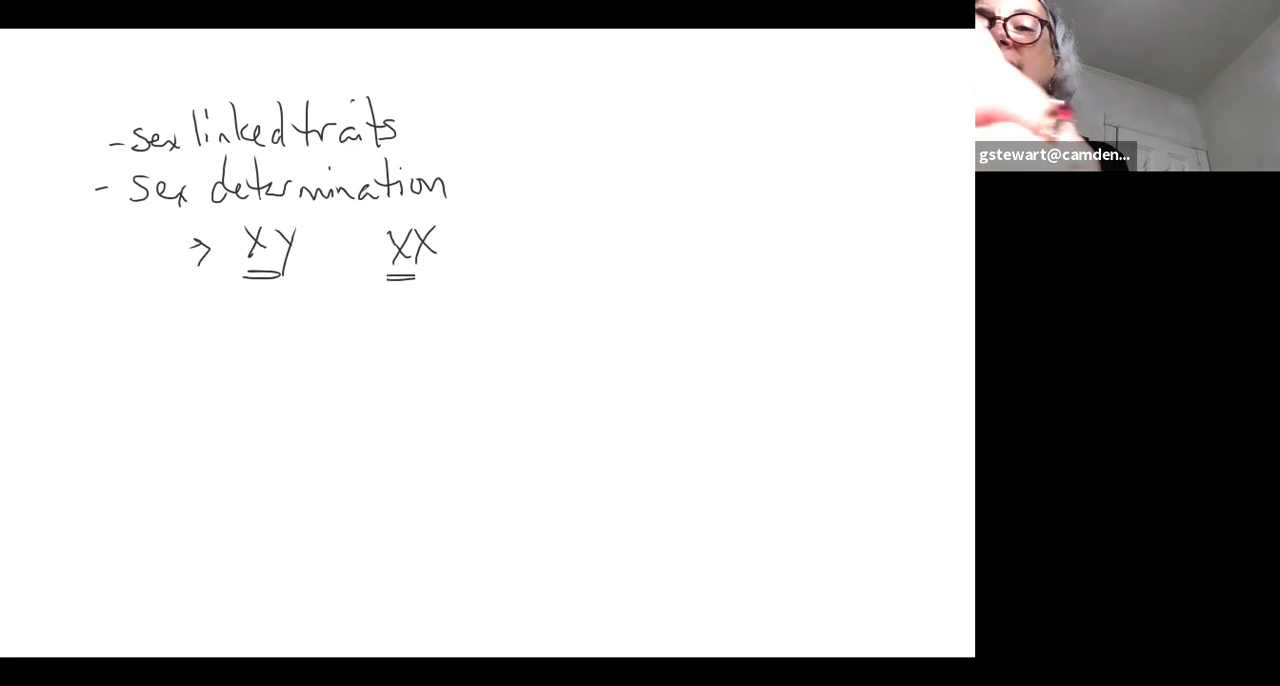 - sex linked traits
- sex determination
> XY XX
gstewart@camden...